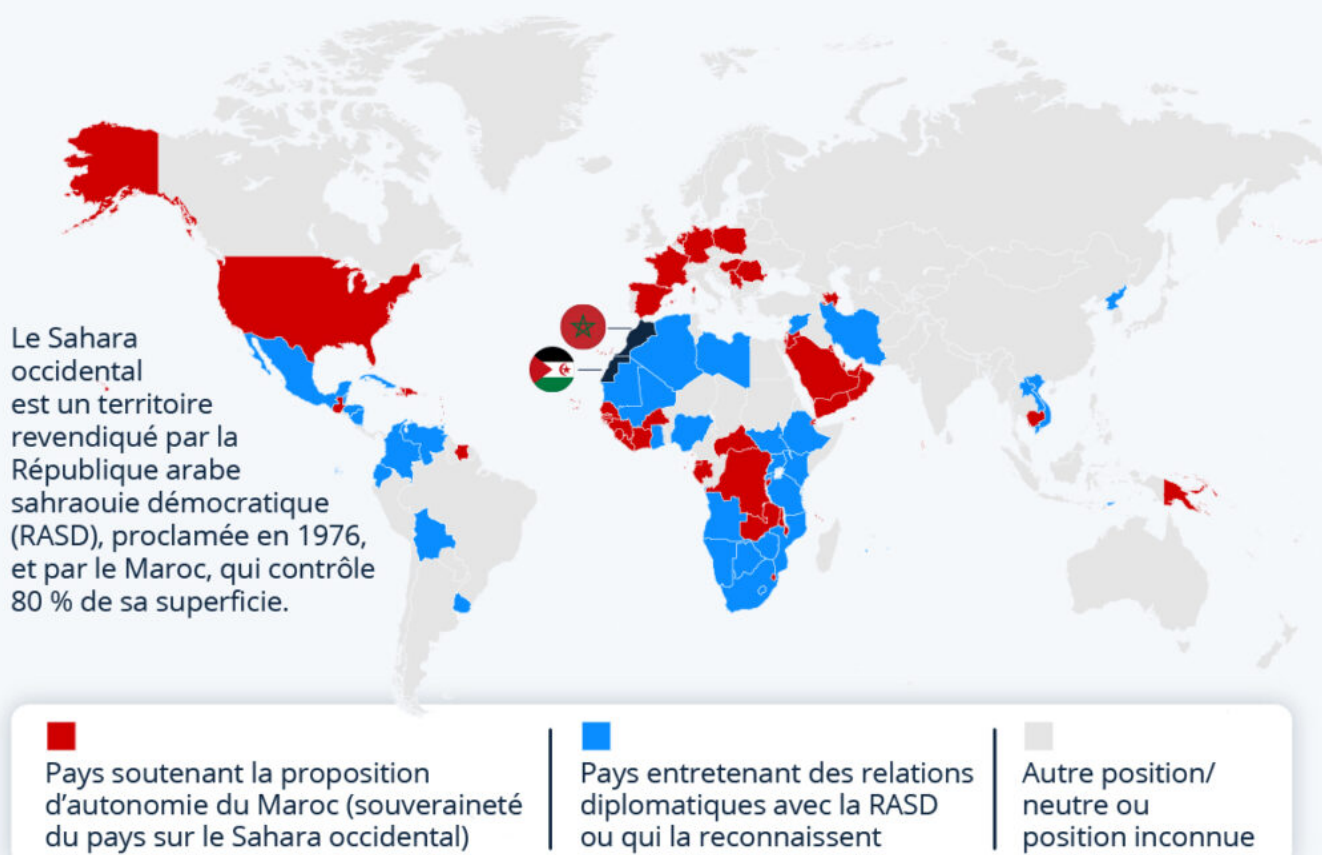 Le Sahara
occidental
est un territoire
revendiqué par la
République arabe
sahraouie démocratique
(RASD), proclamée en 1976,
et par le Maroc, qui contrôle
80 % de sa superficie.
Pays soutenant la proposition
d'autonomie du Maroc (souveraineté
du pays sur le Sahara occidental)
Pays entretenant des relations
diplomatiques avec la RASD
ou qui la reconnaissent
Autre position/
neutre ou
position inconnue